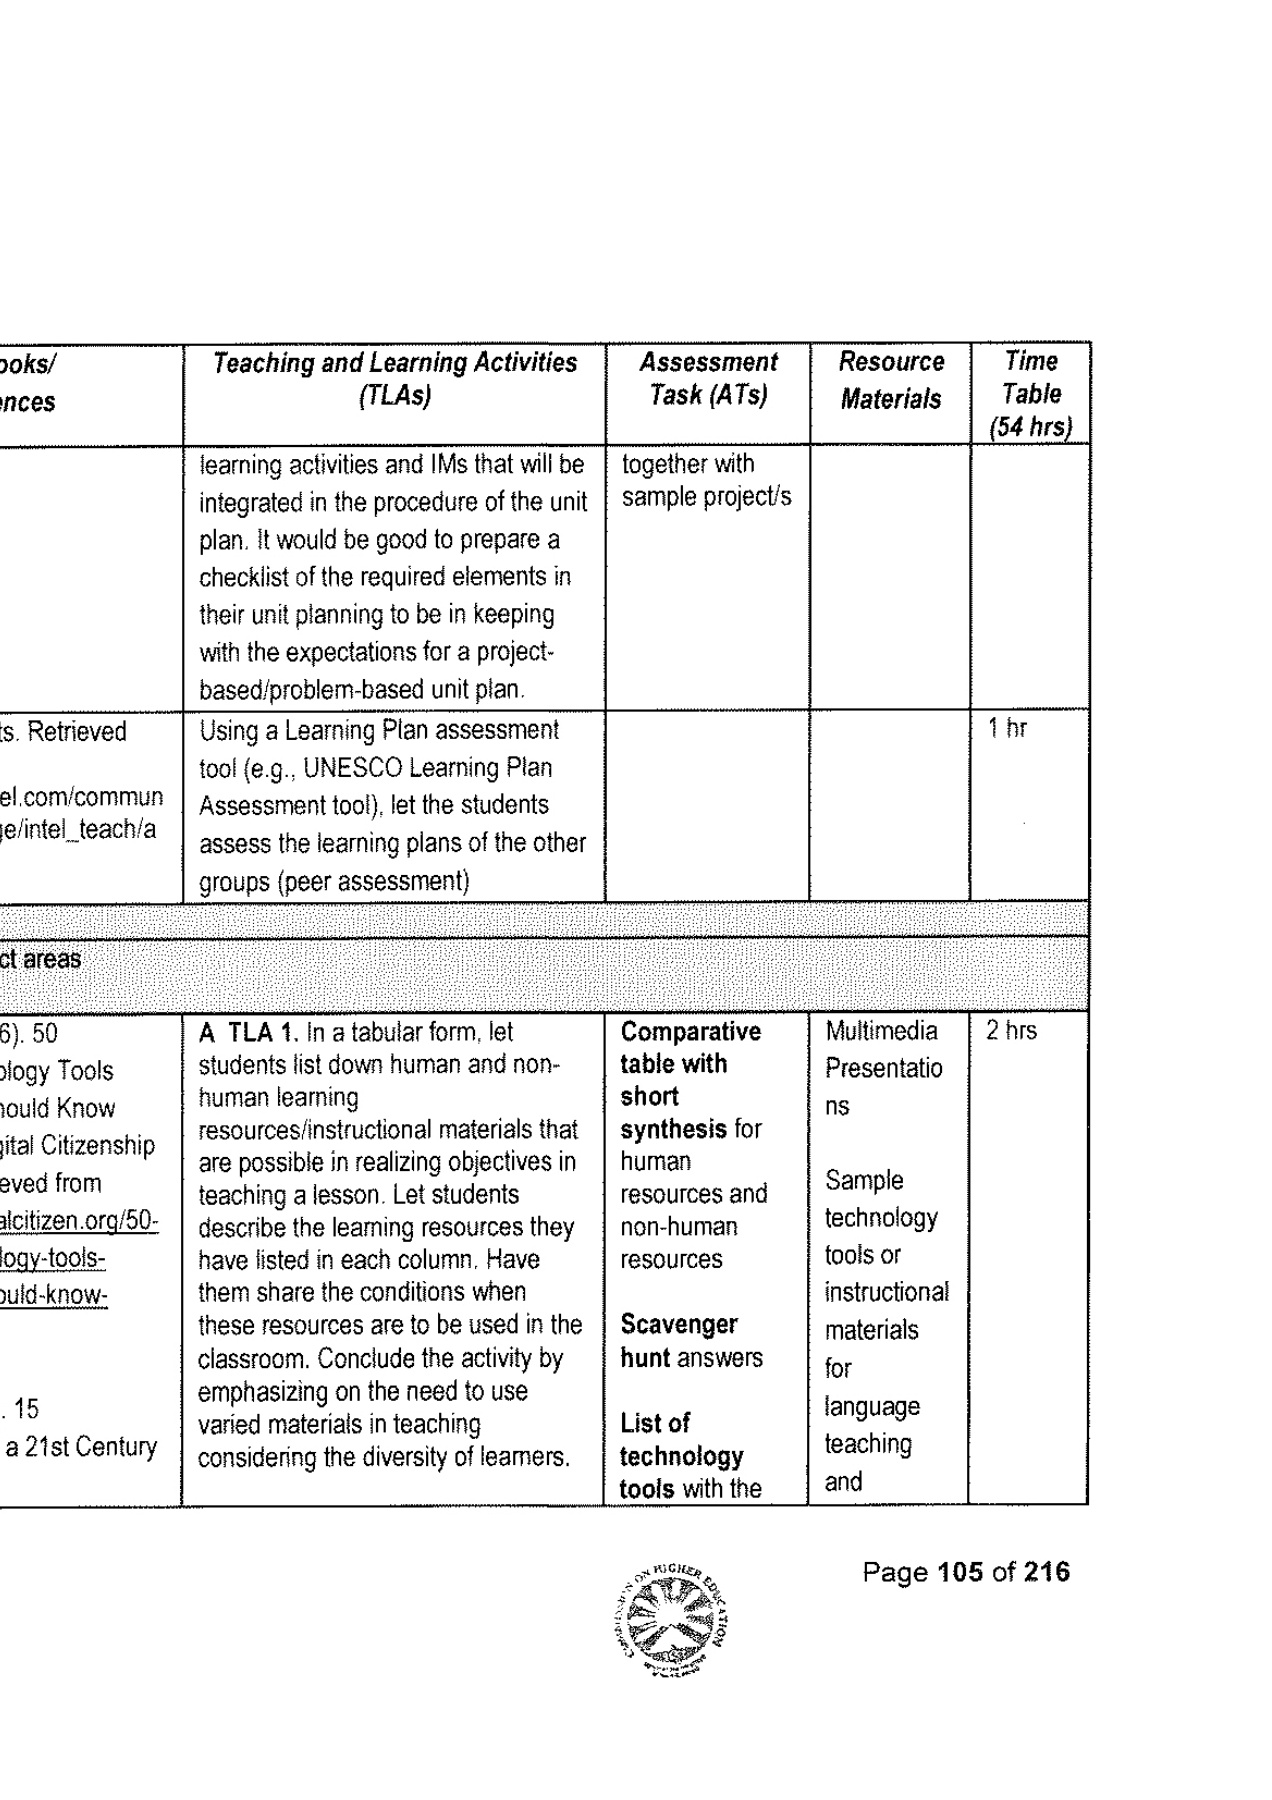 ooks/
ences
Teaching and Learning Activities
(TLAs)
Assessment
Task (ATs)
Resource
Materials
Time
Table
(54 hrs)
learning activities and IMs that will be
integrated in the procedure of the unit
plan. It would be good to prepare a
checklist of the required elements in
their unit planning to be in keeping
with the expectations for a project-
based/problem-based unit plan.
together with
sample project/s
ts. Retrieved
el.com/commun
ge/intel_teach/a
Using a Learning Plan assessment
tool (e.g., UNESCO Learning Plan
Assessment tool), let the students
assess the learning plans of the other
groups (peer assessment)
1 hr
ct areas
6). 50
ology Tools
hould Know
gital Citizenship
eved from
alcitizen.org/50-
logy-tools-
ould-know-
. 15
a 21st Century
A TLA 1. In a tabular form, let
students list down human and non-
human learning
resources/instructional materials that
are possible in realizing objectives in
teaching a lesson. Let students
describe the learning resources they
have listed in each column. Have
them share the conditions when
these resources are to be used in the
classroom. Conclude the activity by
emphasizing on the need to use
varied materials in teaching
considering the diversity of learners.
Comparative
table with
short
synthesis for
human
resources and
non-human
resources
Scavenger
hunt answers
List of
technology
tools with the
Multimedia
Presentatio
ns
Sample
technology
tools or
instructional
materials
for
language
teaching
and
2 hrs
COMMISSION ON HIGHER EDUCATION
Page 105 of 216